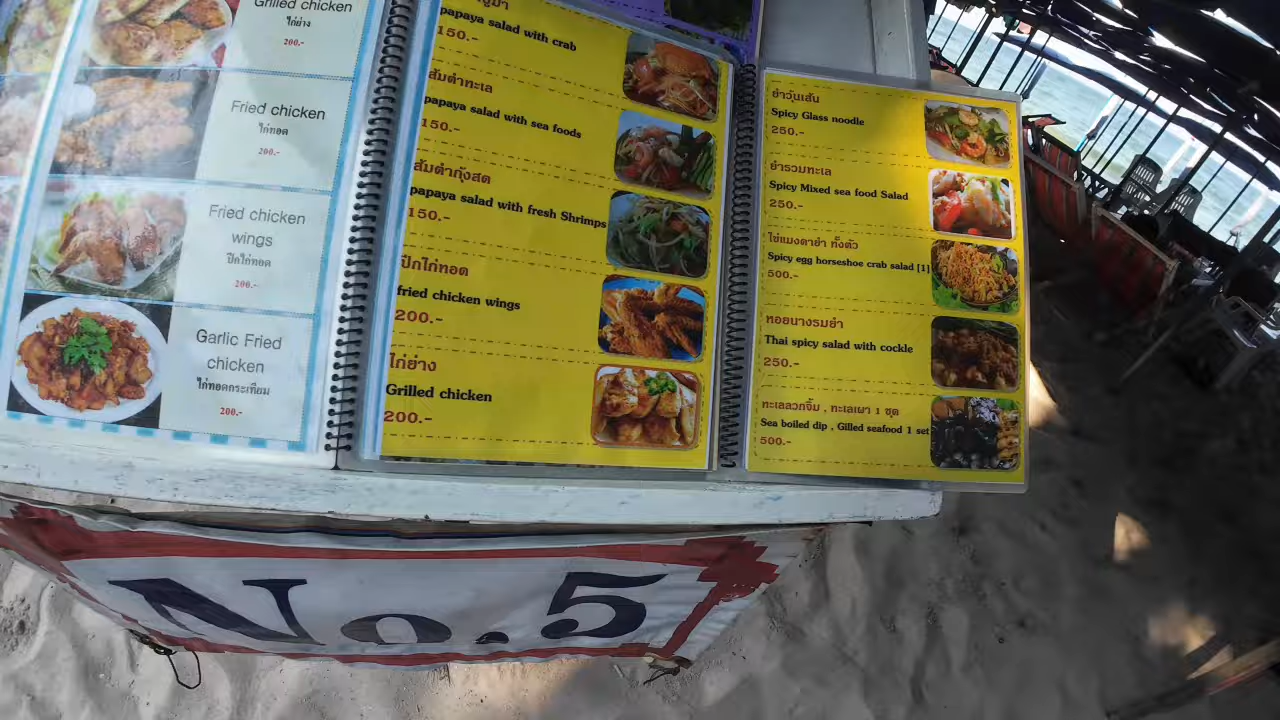 Grilled chicken
ไก่ย่าง
200.-
Fried chicken
ไก่ทอด
200.-
Fried chicken
wings
ปีกไก่ทอด
200.-
Garlic Fried
chicken
ไก่ทอดกระเทียม
200.-
papaya salad with crab
150.-
ส้มตำทะเล
papaya salad with sea foods
150.-
ส้มตำกุ้งสด
papaya salad with fresh Shrimps
150.-
ปีกไก่ทอด
fried chicken wings
200.-
ไก่ย่าง
Grilled chicken
200.-
ยำวุ้นเส้น
Spicy Glass noodle
250.-
ยำรวมทะเล
Spicy Mixed sea food Salad
250.-
ไข่แมงดายำ ทั้งตัว
Spicy egg horseshoe crab salad [1]
500.-
หอยนางรมยำ
Thai spicy salad with cockle
250.-
ทะเลลวกจิ้ม , ทะเลเผา 1 ชุด
Sea boiled dip , Gilled seafood 1 set
500.-
No.5